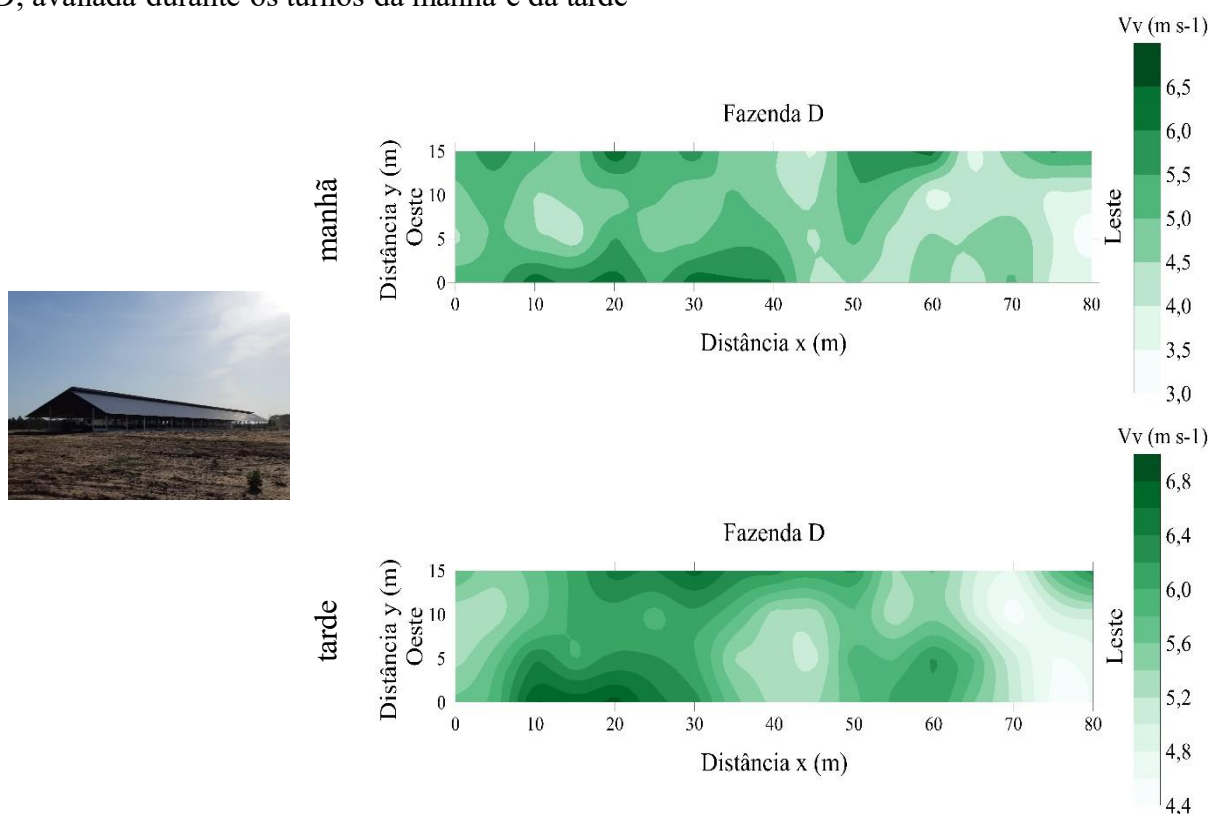 D, avaliada durante os turnos da manhã e da tarde
Vv (m s-1)
Fazenda D
manhã
Distância y (m)
Oeste
15
10
5
0
0 10 20 30 40 50 60 70 80
Distância x (m)
Leste
6,5
6,0
5,5
5,0
4,5
4,0
3,5
3,0
Vv (m s-1)
Fazenda D
tarde
Distância y (m)
Oeste
15
10
5
0
0 10 20 30 40 50 60 70 80
Distância x (m)
Leste
6,8
6,4
6,0
5,6
5,2
4,8
4,4